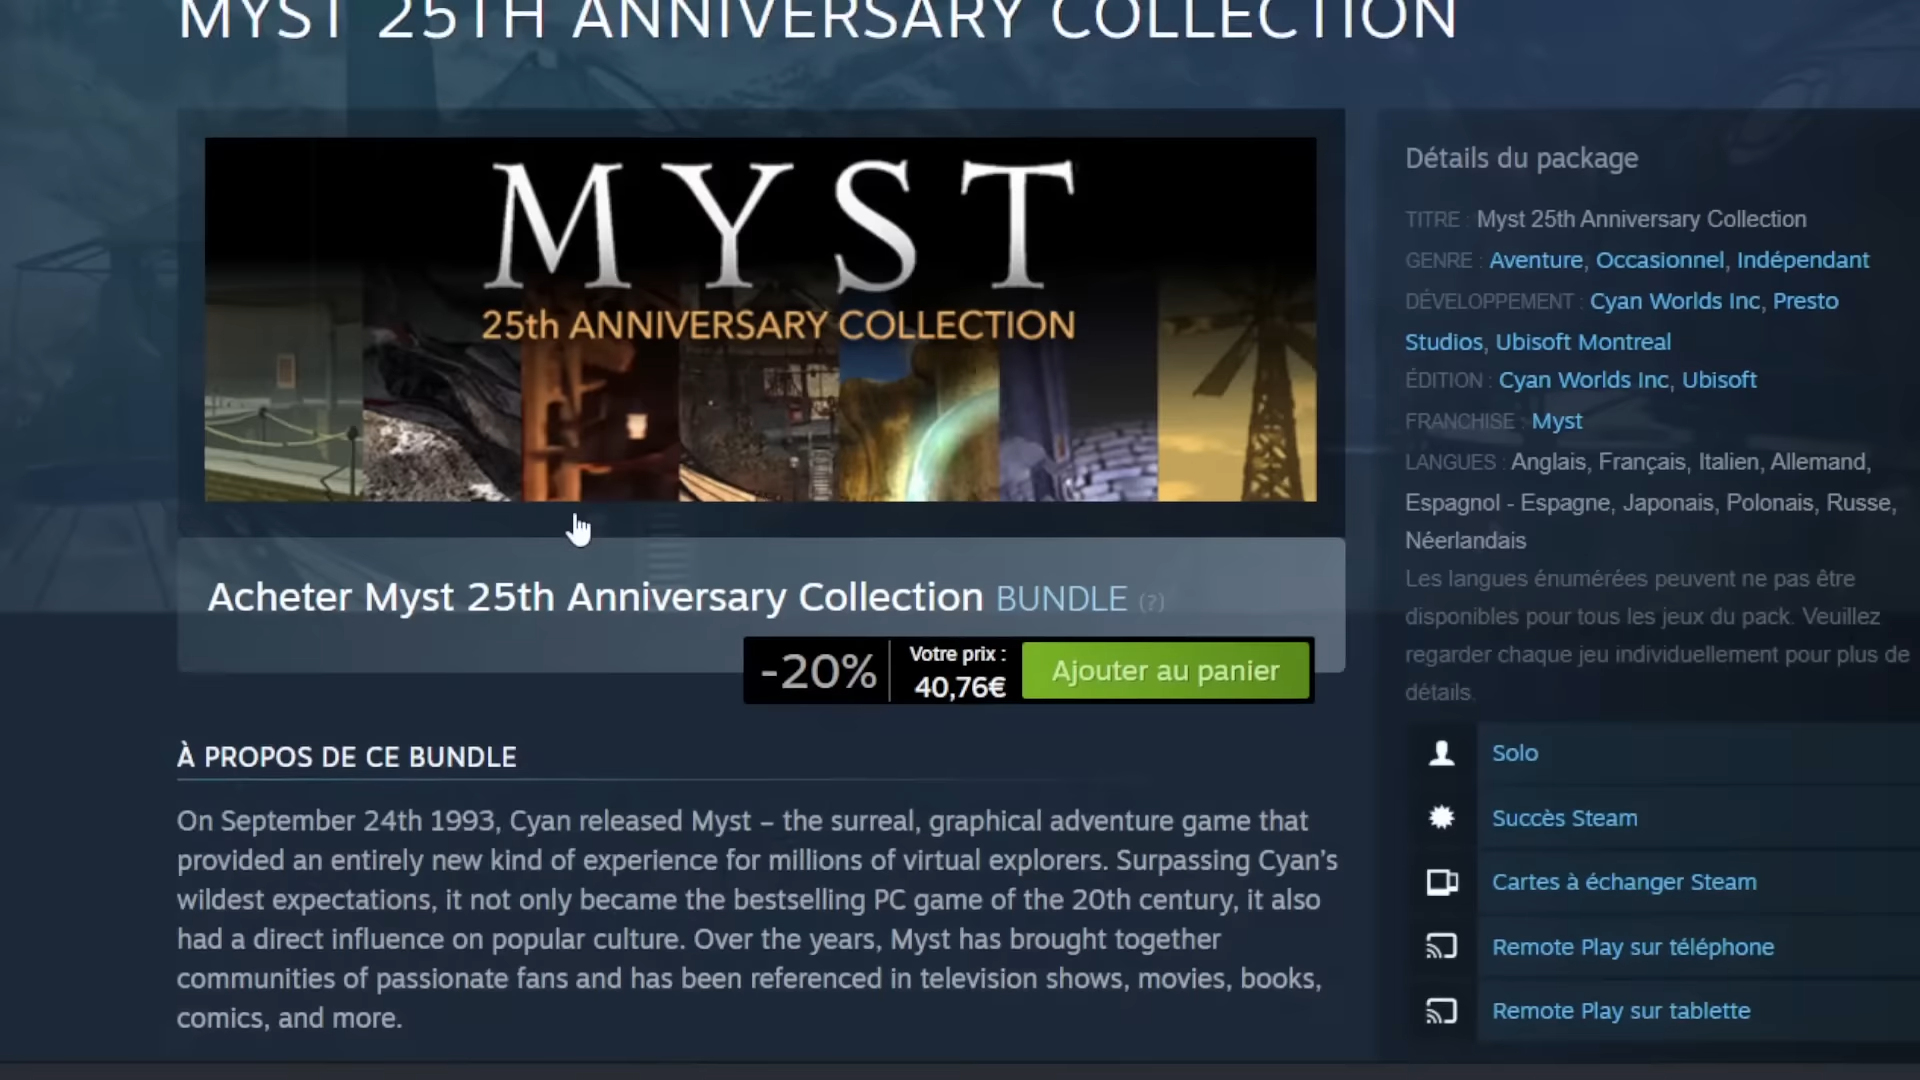 MYST 25TH ANNIVERSARY COLLECTION
MYST
25th ANNIVERSARY COLLECTION
Acheter Myst 25th Anniversary Collection BUNDLE (?)
-20%
Votre prix :
40,76€
Ajouter au panier
À PROPOS DE CE BUNDLE
On September 24th 1993, Cyan released Myst – the surreal, graphical adventure game that
provided an entirely new kind of experience for millions of virtual explorers. Surpassing Cyan's
wildest expectations, it not only became the bestselling PC game of the 20th century, it also
had a direct influence on popular culture. Over the years, Myst has brought together
communities of passionate fans and has been referenced in television shows, movies, books,
comics, and more.
Détails du package
TITRE : Myst 25th Anniversary Collection
GENRE : Aventure, Occasionnel, Indépendant
DÉVELOPPEMENT : Cyan Worlds Inc, Presto
Studios, Ubisoft Montreal
ÉDITION : Cyan Worlds Inc, Ubisoft
FRANCHISE : Myst
LANGUES : Anglais, Français, Italien, Allemand,
Espagnol - Espagne, Japonais, Polonais, Russe,
Néerlandais
Les langues énumérées peuvent ne pas être
disponibles pour tous les jeux du pack. Veuillez
regarder chaque jeu individuellement pour plus de
détails.
Solo
Succès Steam
Cartes à échanger Steam
Remote Play sur téléphone
Remote Play sur tablette